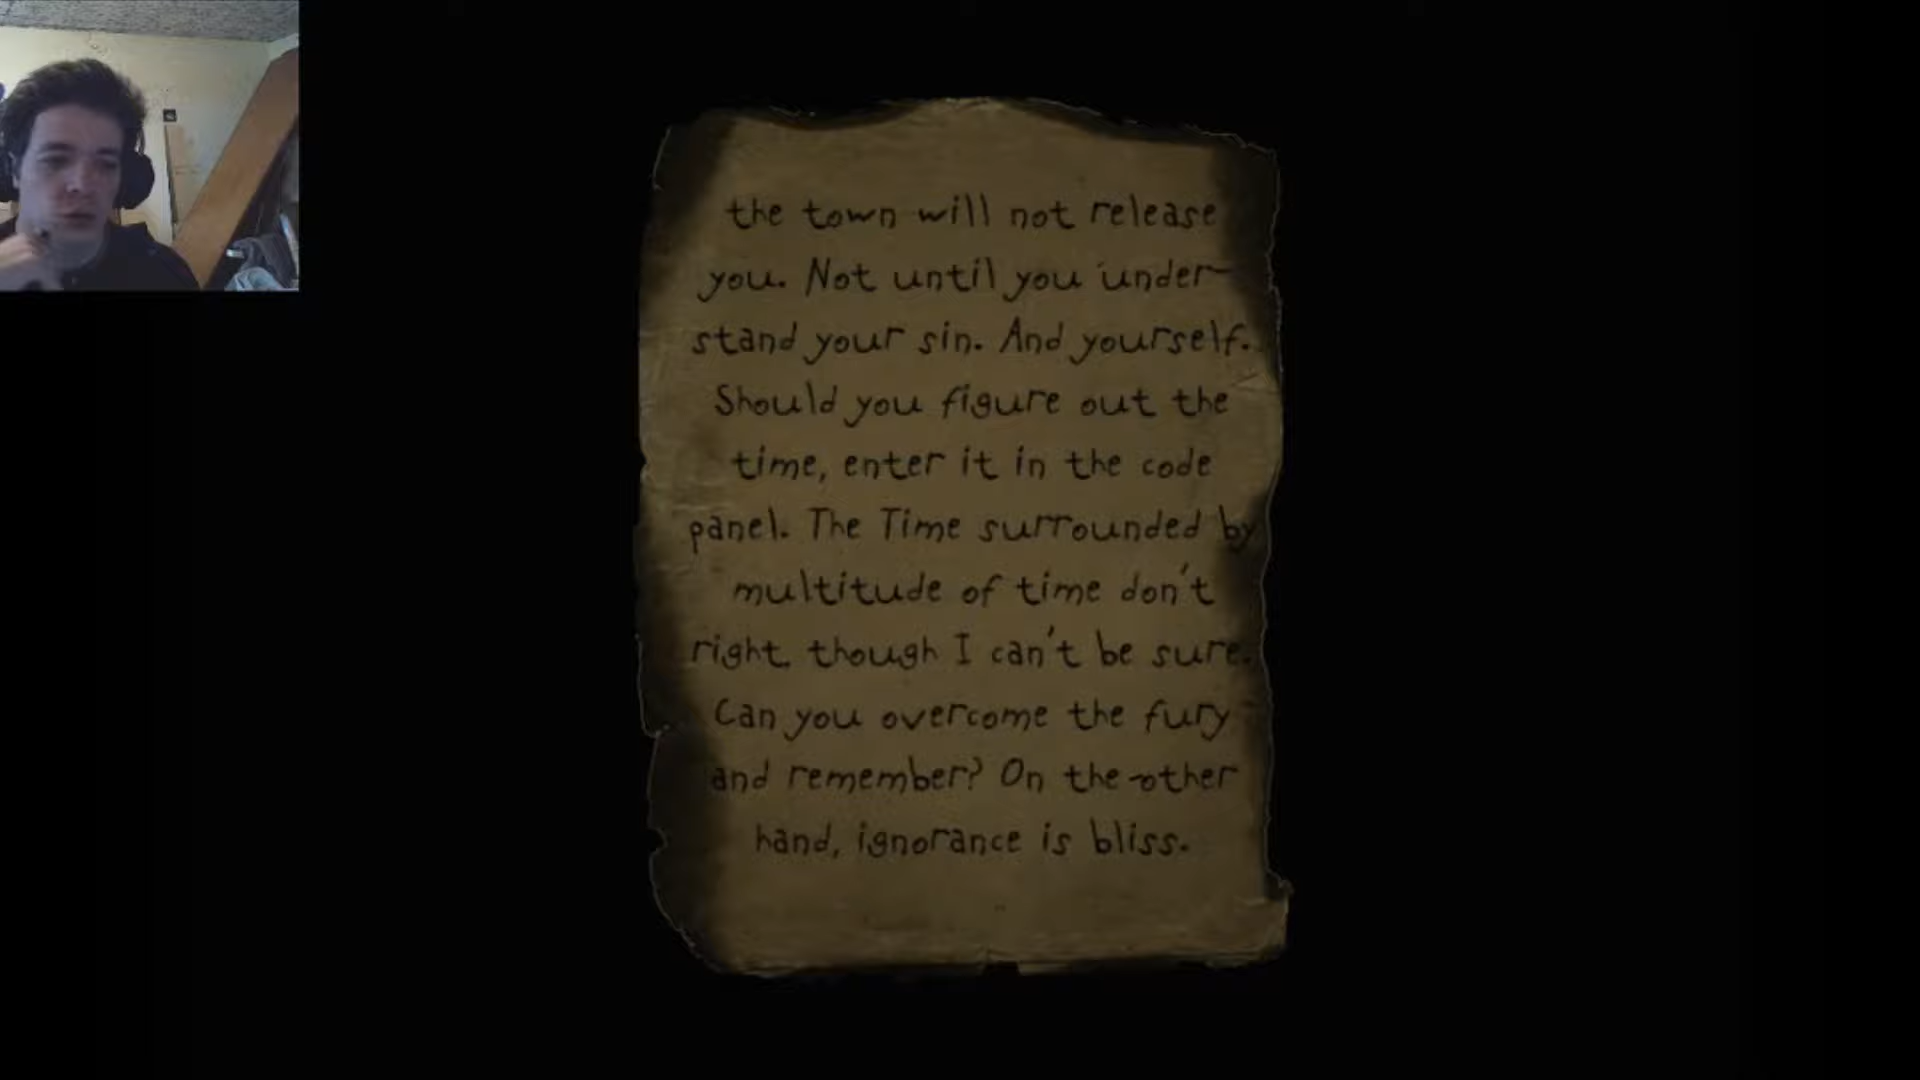 the town will not release
you. Not until you under-
stand your sin. And yourself.
Should you figure out the
time, enter it in the code
panel. The Time surrounded by
multitude of time don't
right though I can't be sure.
Can you overcome the fury
and remember? On the other
hand, ignorance is bliss.